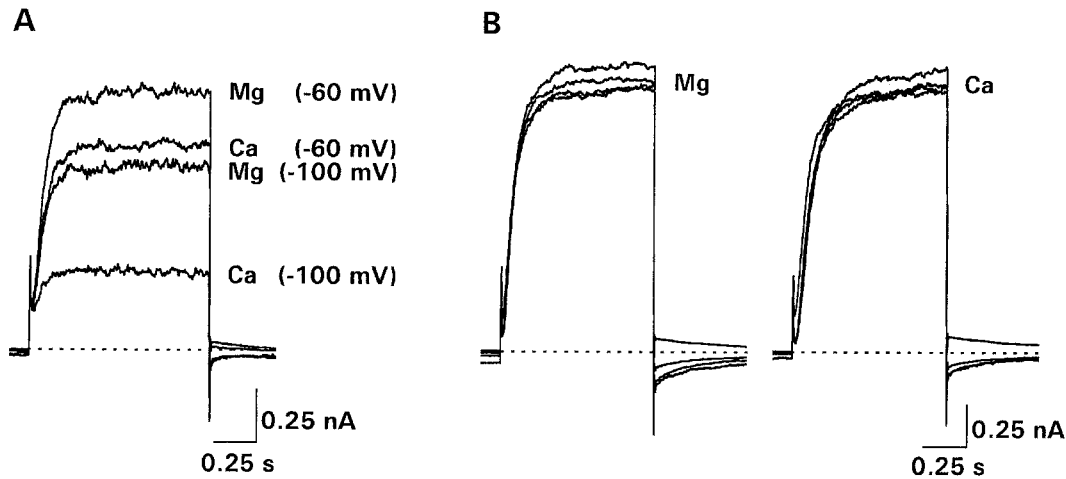 A
Mg (-60 mV)
Ca (-60 mV)
Mg (-100 mV)
Ca (-100 mV)
0.25 nA
0.25 s
B
Mg
Ca
0.25 nA
0.25 s